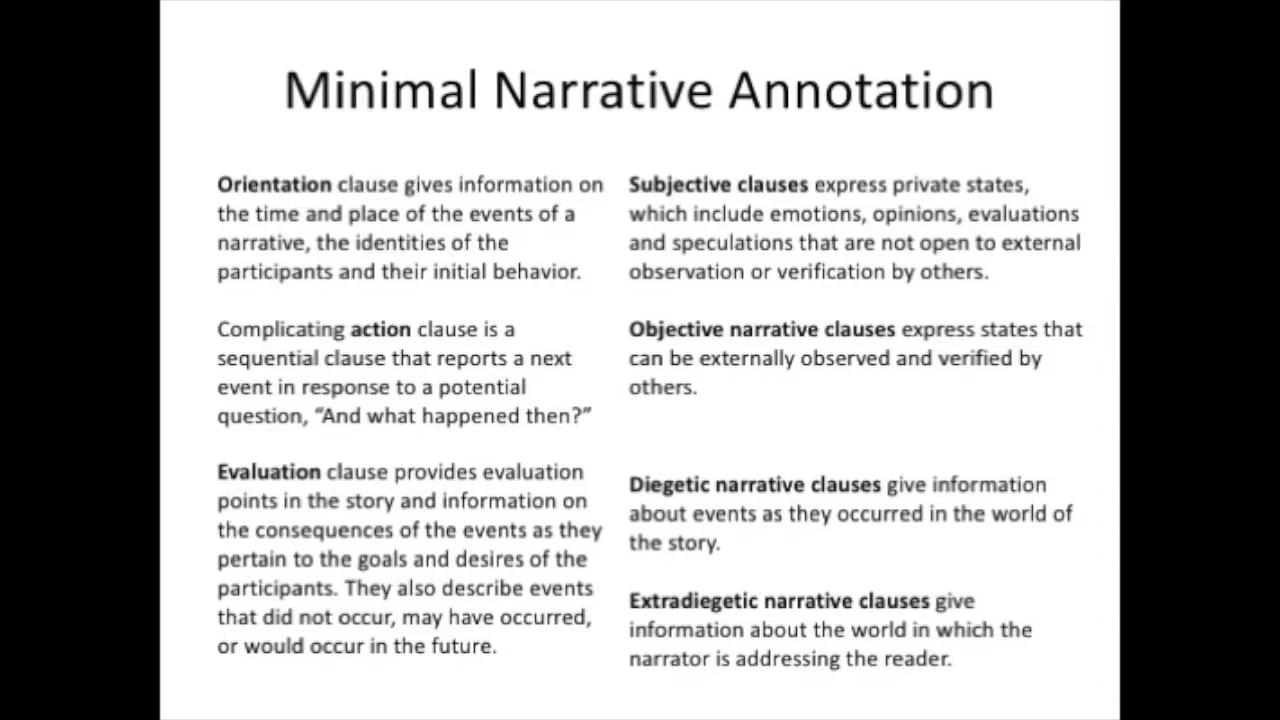 Minimal Narrative Annotation
Orientation clause gives information on
the time and place of the events of a
narrative, the identities of the
participants and their initial behavior.
Complicating action clause is a
sequential clause that reports a next
event in response to a potential
question, “And what happened then?”
Evaluation clause provides evaluation
points in the story and information on
the consequences of the events as they
pertain to the goals and desires of the
participants. They also describe events
that did not occur, may have occurred,
or would occur in the future.
Subjective clauses express private states,
which include emotions, opinions, evaluations
and speculations that are not open to external
observation or verification by others.
Objective narrative clauses express states that
can be externally observed and verified by
others.
Diegetic narrative clauses give information
about events as they occurred in the world of
the story.
Extradiegetic narrative clauses give
information about the world in which the
narrator is addressing the reader.